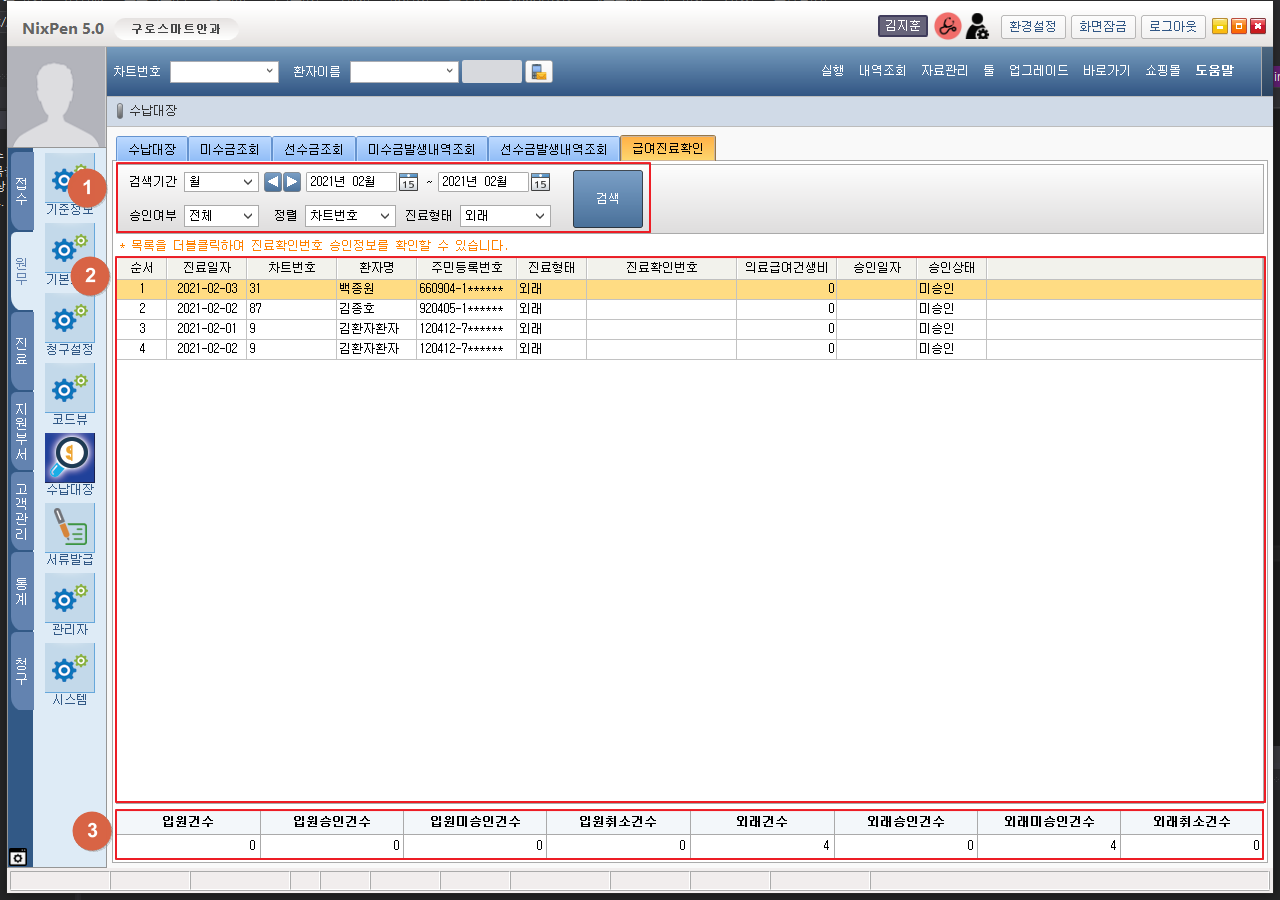 NixPen 5.0 구로스마트안과 김지훈 환경설정 화면잠금 로그아웃
차트번호 환자이름 실행 내역조회 자료관리 툴 업그레이드 바로가기 쇼핑몰 도움말
수납대장
수납대장 미수금조회 선수금조회 미수금발생내역조회 선수금발생내역조회 급여진료확인
검색기간 월 2021년 02월 15 ~ 2021년 02월 15 검색
승인여부 전체 정렬 차트번호 진료형태 외래
* 목록을 더블클릭하여 진료확인번호 승인정보를 확인할 수 있습니다.
순서 진료일자 차트번호 환자명 주민등록번호 진료형태 진료확인번호 의료급여건생비 승인일자 승인상태
1 2021-02-03 31 백종원 660904-1****** 외래 0 미승인
2 2021-02-02 87 김종호 920405-1****** 외래 0 미승인
3 2021-02-01 9 김환자환자 120412-7****** 외래 0 미승인
4 2021-02-02 9 김환자환자 120412-7****** 외래 0 미승인
입원건수 입원승인건수 입원미승인건수 입원취소건수 외래건수 외래승인건수 외래미승인건수 외래취소건수
0 0 0 0 4 0 4 0
접수
원무
진료
지원부서
고객관리
통계
청구
1
기준정보
2
기본
청구설정
코드뷰
수납대장
서류발급
관리자
시스템
3